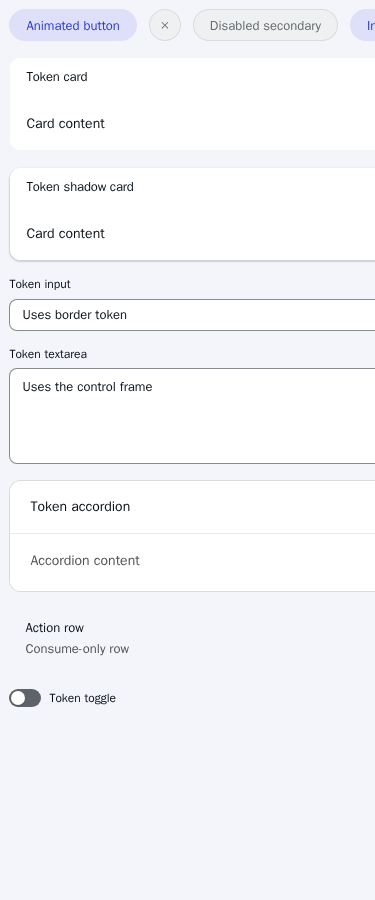 Animated button × Disabled secondary In
Token card
Card content
Token shadow card
Card content
Token input
Uses border token
Token textarea
Uses the control frame
Token accordion
Accordion content
Action row
Consume-only row
Token toggle